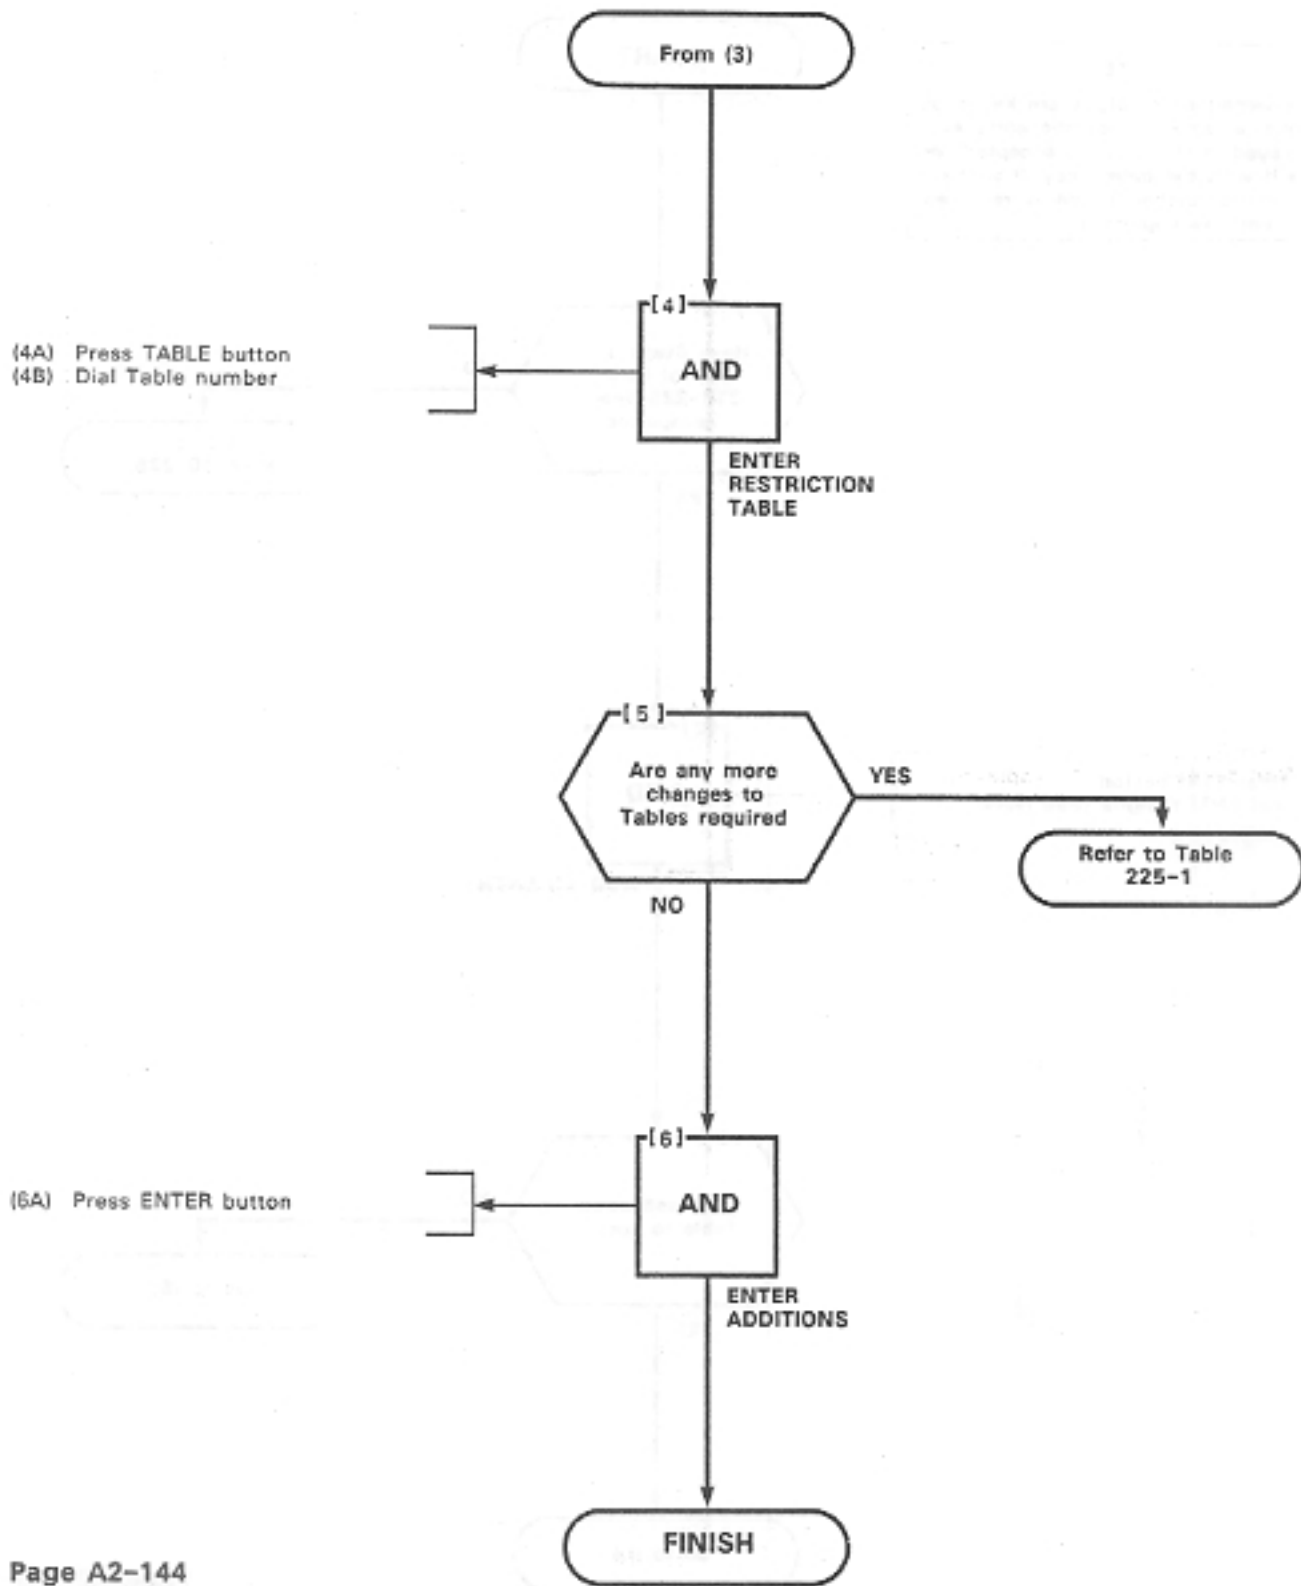 From (3)
[4]
(4A) Press TABLE button
(4B) Dial Table number
AND
ENTER
RESTRICTION
TABLE
[5]
Are any more
changes to
Tables required
YES
Refer to Table
225-1
NO
[6]
(6A) Press ENTER button
AND
ENTER
ADDITIONS
FINISH
Page A2-144